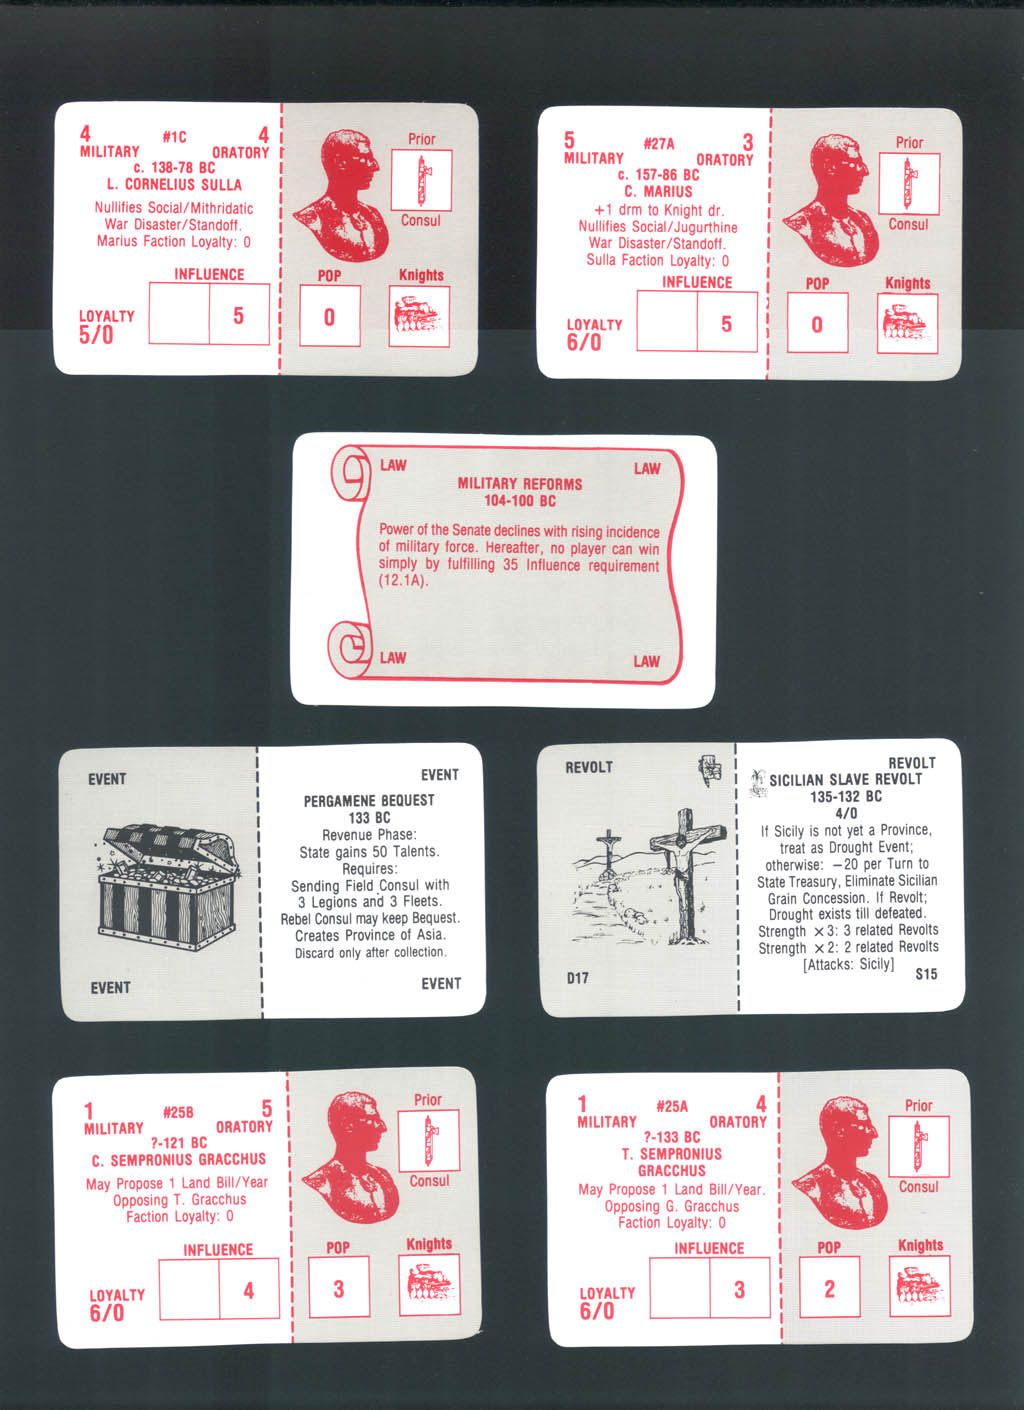 4 #1C 4
MILITARY ORATORY
c. 138-78 BC
L. CORNELIUS SULLA
Nullifies Social/Mithridatic
War Disaster/Standoff.
Marius Faction Loyalty: 0
INFLUENCE
LOYALTY
5/0
5
Prior
Consul
POP
0
Knights
5 #27A 3
MILITARY ORATORY
c. 157-86 BC
C. MARIUS
+1 drm to Knight dr.
Nullifies Social/Jugurthine
War Disaster/Standoff.
Sulla Faction Loyalty: 0
INFLUENCE
LOYALTY
6/0
5
Prior
Consul
POP
0
Knights
LAW LAW
MILITARY REFORMS
104-100 BC
Power of the Senate declines with rising incidence
of military force. Hereafter, no player can win
simply by fulfilling 35 Influence requirement
(12.1A).
LAW LAW
EVENT EVENT
PERGAMENE BEQUEST
133 BC
Revenue Phase:
State gains 50 Talents.
Requires:
Sending Field Consul with
3 Legions and 3 Fleets.
Rebel Consul may keep Bequest.
Creates Province of Asia.
Discard only after collection.
EVENT EVENT
REVOLT REVOLT
SICILIAN SLAVE REVOLT
135-132 BC
4/0
If Sicily is not yet a Province,
treat as Drought Event;
otherwise: −20 per Turn to
State Treasury, Eliminate Sicilian
Grain Concession. If Revolt;
Drought exists till defeated.
Strength ×3: 3 related Revolts
Strength ×2: 2 related Revolts
[Attacks: Sicily]
D17 S15
1 #25B 5
MILITARY ORATORY
?-121 BC
C. SEMPRONIUS GRACCHUS
May Propose 1 Land Bill/Year
Opposing T. Gracchus
Faction Loyalty: 0
INFLUENCE
LOYALTY
6/0
4
Prior
Consul
POP
3
Knights
1 #25A 4
MILITARY ORATORY
?-133 BC
T. SEMPRONIUS
GRACCHUS
May Propose 1 Land Bill/Year.
Opposing G. Gracchus
Faction Loyalty: 0
INFLUENCE
LOYALTY
6/0
3
Prior
Consul
POP
2
Knights